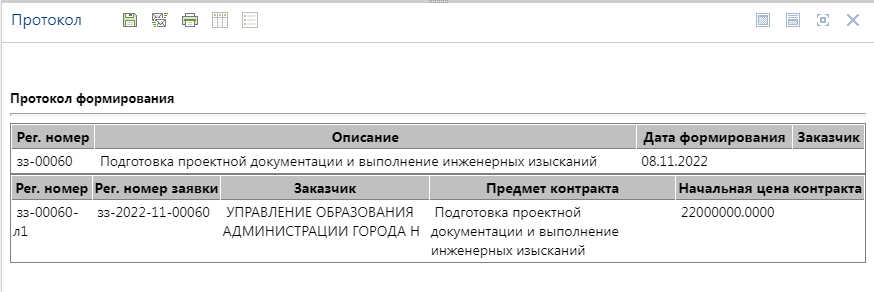 Протокол
Протокол формирования
Рег. номер Описание Дата формирования Заказчик
зз-00060 Подготовка проектной документации и выполнение инженерных изысканий 08.11.2022
Рег. номер Рег. номер заявки Заказчик Предмет контракта Начальная цена контракта
зз-00060- зз-2022-11-00060 УПРАВЛЕНИЕ ОБРАЗОВАНИЯ Подготовка проектной 22000000.0000
л1 АДМИНИСТРАЦИИ ГОРОДА Н документации и выполнение
инженерных изысканий